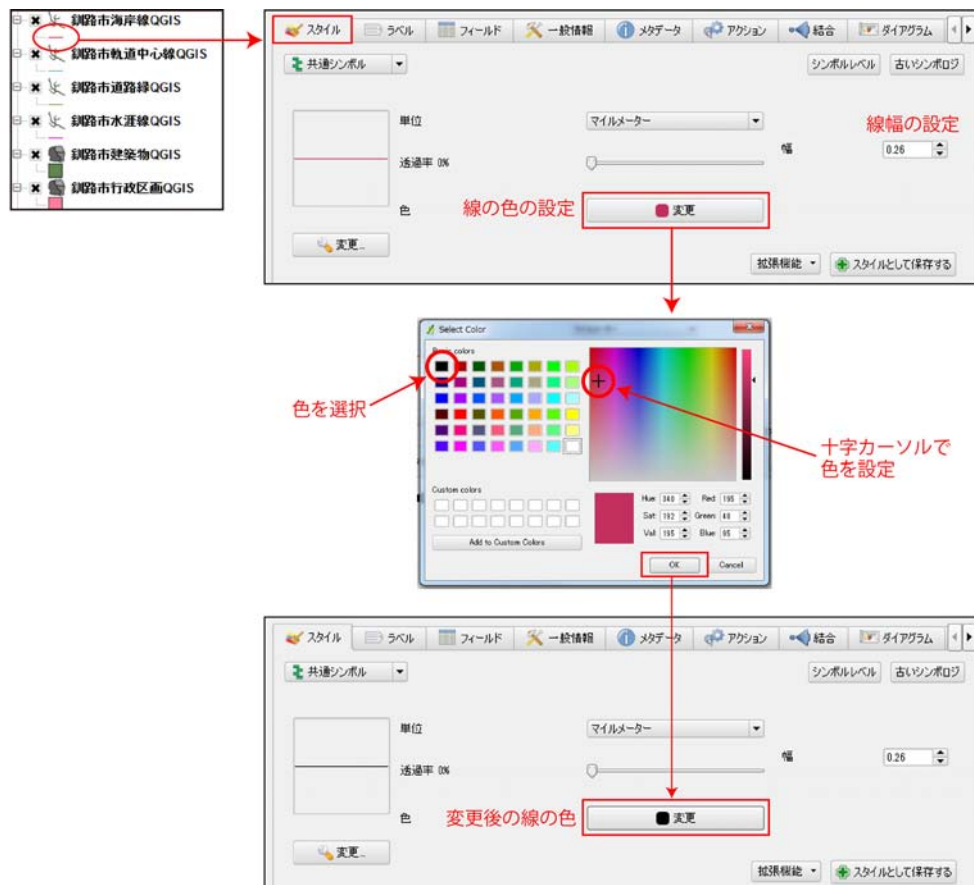 釧路市海岸線QGIS
釧路市軌道中心線QGIS
釧路市道路縁QGIS
釧路市水涯線QGIS
釧路市建築物QGIS
釧路市行政区画QGIS
スタイル ラベル フィールド 一般情報 メタデータ アクション 結合 ダイアグラム
共通シンボル シンボルレベル 古いシンボロジ
線幅の設定
単位 マイルメーター
幅 0.26
透過率 0%
線の色の設定
色 変更
変更...
拡張機能 スタイルとして保存する
Select Color
Basic colors
色を選択
十字カーソルで
色を設定
Custom colors
Hue: 340 Red: 195
Sat: 192 Green: 48
Val: 195 Blue: 95
Add to Custom Colors
OK Cancel
スタイル ラベル フィールド 一般情報 メタデータ アクション 結合 ダイアグラム
共通シンボル シンボルレベル 古いシンボロジ
単位 マイルメーター
幅 0.26
透過率 0%
色 変更後の線の色 変更
変更...
拡張機能 スタイルとして保存する